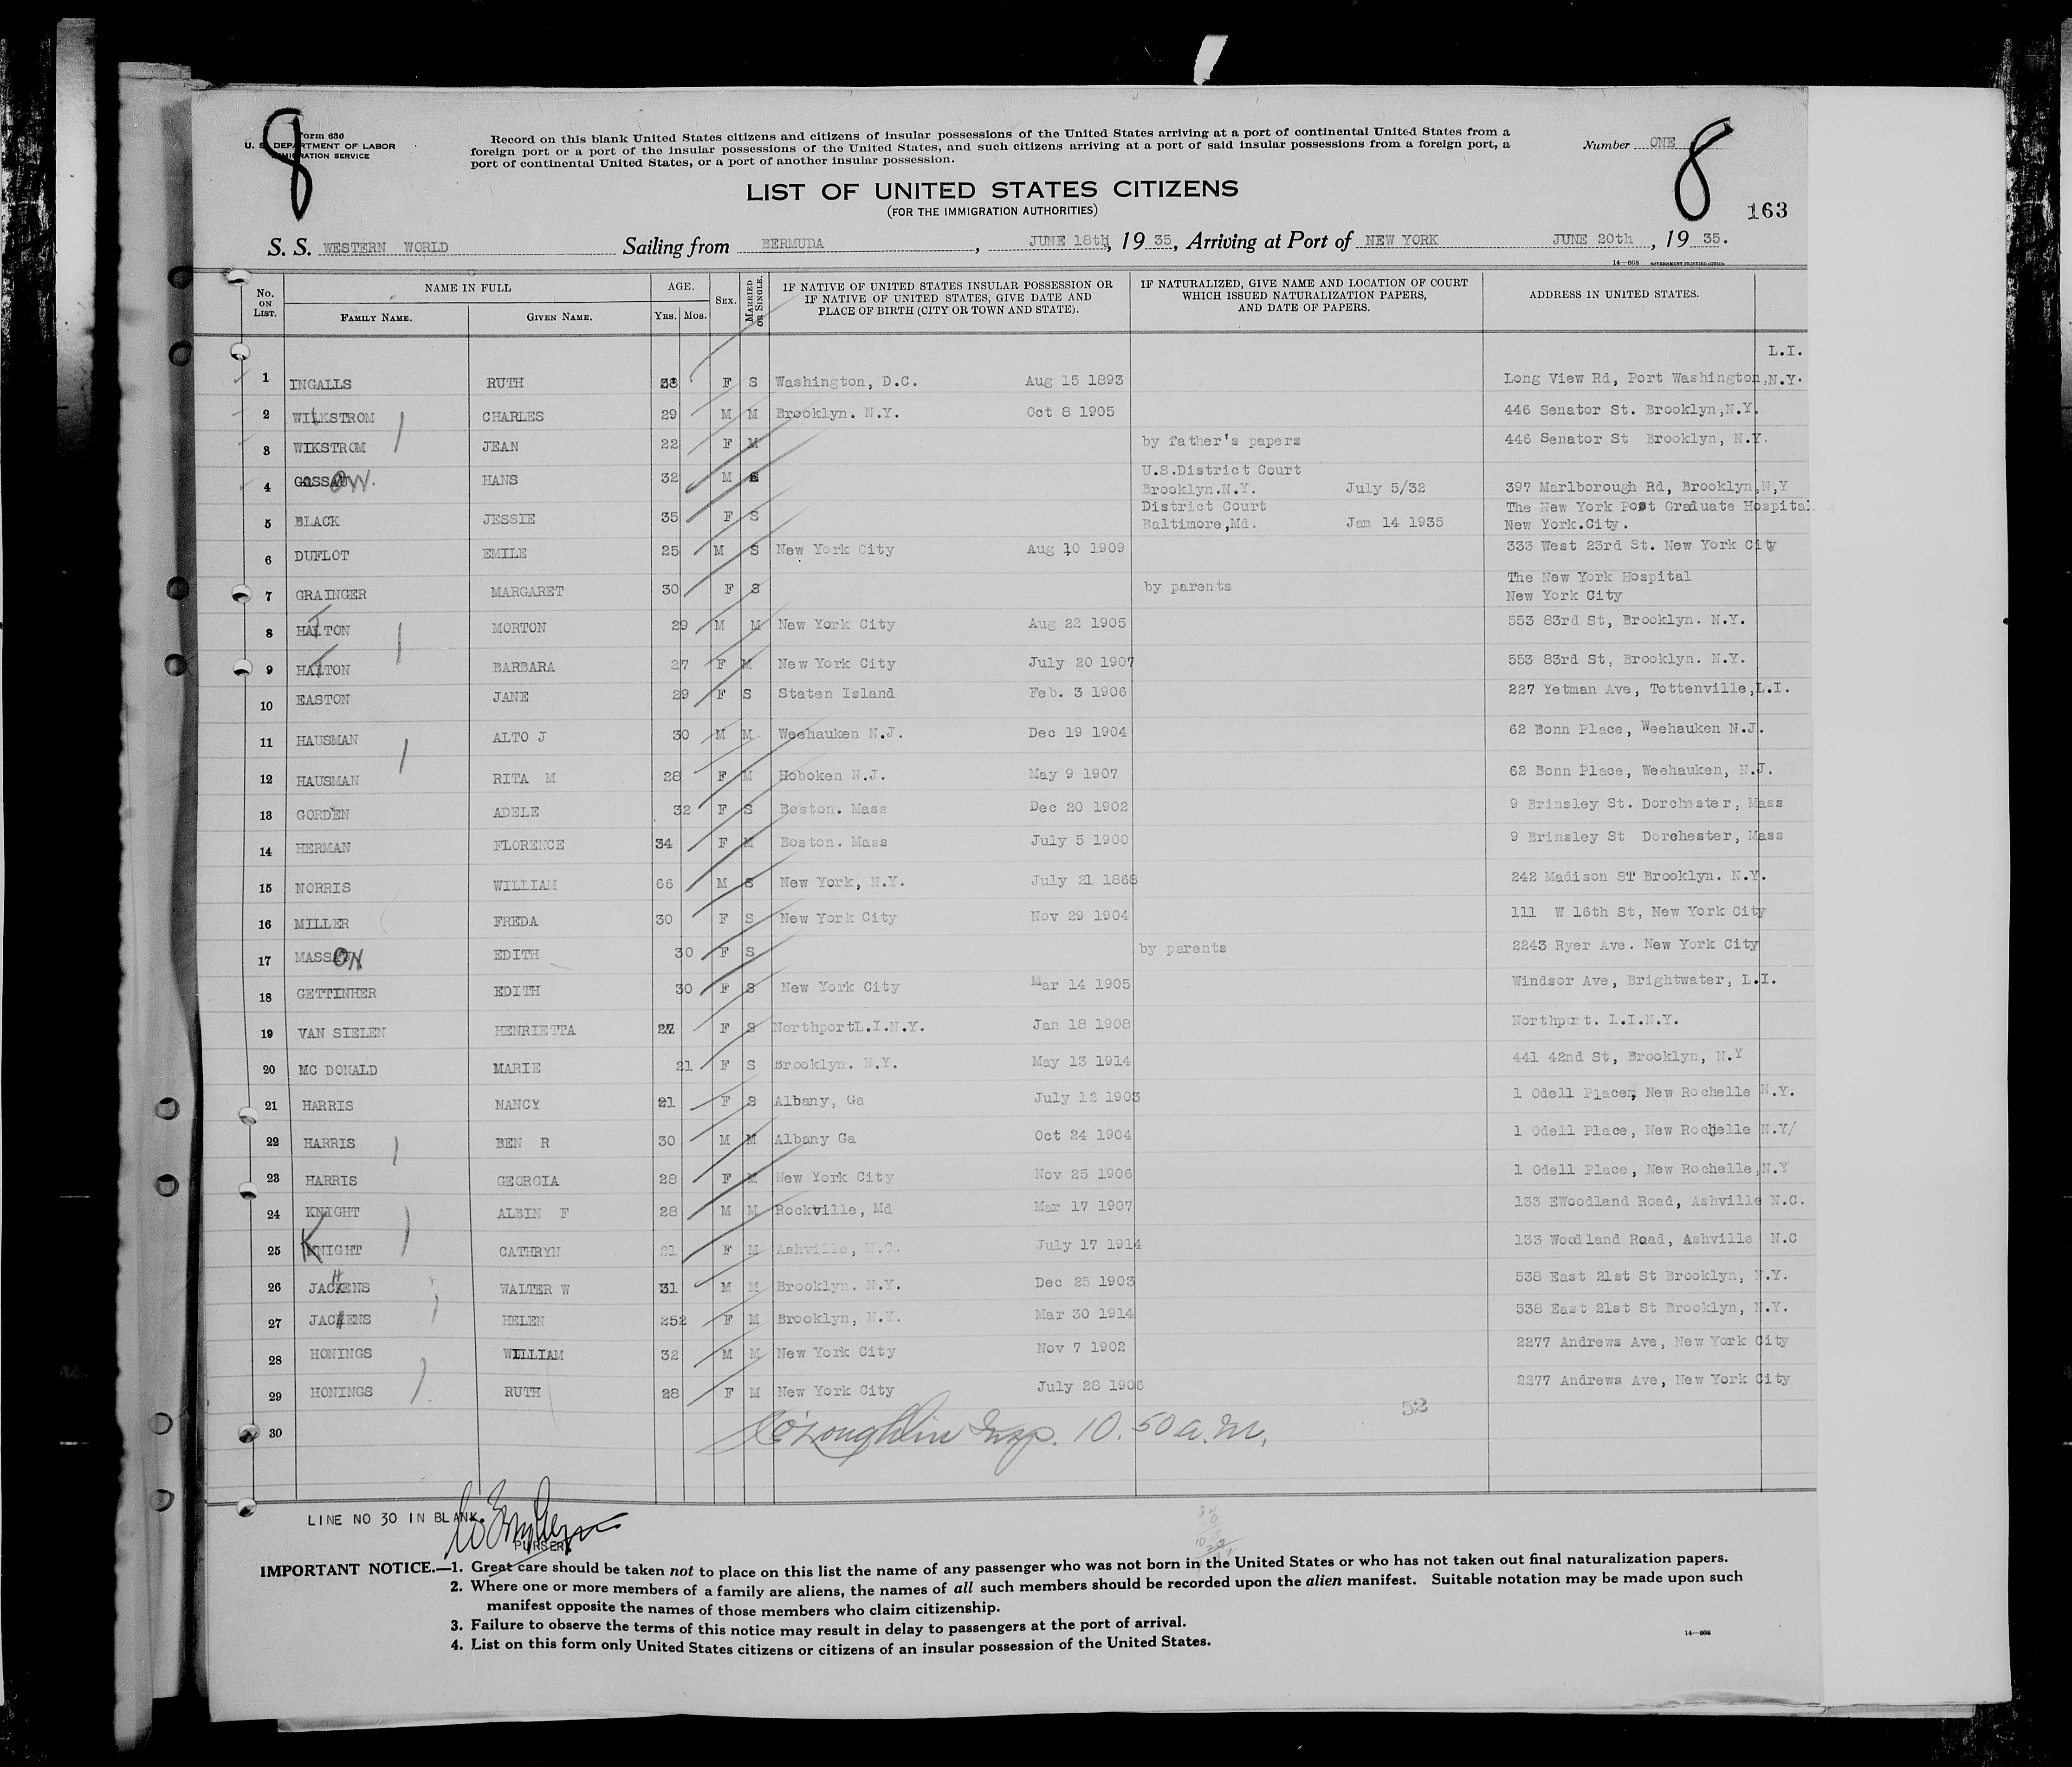 8
Form 630
U. S. DEPARTMENT OF LABOR
IMMIGRATION SERVICE
Record on this blank United States citizens and citizens of insular possessions of the United States arriving at a port of continental United States from a
foreign port or a port of the insular possessions of the United States, and such citizens arriving at a port of said insular possessions from a foreign port, a
port of continental United States, or a port of another insular possession.
Number ONE
8
LIST OF UNITED STATES CITIZENS
(FOR THE IMMIGRATION AUTHORITIES)
163
S. S. WESTERN WORLD Sailing from BERMUDA, JUNE 18th, 1935, Arriving at Port of NEW YORK JUNE 20th, 1935.
14—608 GOVERNMENT PRINTING OFFICE
No. ON LIST. NAME IN FULL FAMILY NAME. GIVEN NAME. AGE. YRS. MOS. SEX. MARRIED OR SINGLE. IF NATIVE OF UNITED STATES INSULAR POSSESSION OR IF NATIVE OF UNITED STATES, GIVE DATE AND PLACE OF BIRTH (CITY OR TOWN AND STATE). IF NATURALIZED, GIVE NAME AND LOCATION OF COURT WHICH ISSUED NATURALIZATION PAPERS, AND DATE OF PAPERS. ADDRESS IN UNITED STATES.
L.I.
1 INGALLS RUTH F S Washington, D.C. Aug 15 1893 Long View Rd, Port Washington,N.Y.
2 WIKSTROM CHARLES 29 M M Brooklyn. N.Y. Oct 8 1905 446 Senator St. Brooklyn,N.Y.
3 WIKSTROM JEAN 22 F M by father's papers 446 Senator St Brooklyn, N.Y.
4 HANS 32 M U.S.District Court
Brooklyn.N.Y. July 5/32 397 Marlborough Rd, Brooklyn,N,Y
5 BLACK JESSIE 35 F S District Court The New York Post Graduate Hospital
Baltimore,Md. Jan 14 1935 New York.City.
6 DUFLOT EMILE 25 M S New York City Aug 10 1909 333 West 23rd St. New York City
7 GRAINGER MARGARET 30 F S by parents The New York Hospital
New York City
8 HATTON MORTON 29 M M New York City Aug 22 1905 553 83rd St, Brooklyn. N.Y.
9 HATTON BARBARA 27 F M New York City July 20 1907 553 83rd St, Brooklyn. N.Y.
10 EASTON JANE 29 F S Staten Island Feb. 3 1906 227 Yetman Ave, Tottenville,L.I.
11 HAUSMAN ALTO J 30 M M Weehauken N.J. Dec 19 1904 62 Bonn Place, Weehauken N.J.
12 HAUSMAN RITA M 28 F M Hoboken N.J. May 9 1907 62 Bonn Place, Weehauken, N.J.
13 GORDEN ADELE 32 F S Boston. Mass Dec 20 1902 9 Brinsley St. Dorchester, Mass
14 HERMAN FLORENCE 34 F M Boston. Mass July 5 1900 9 Brinsley St Dorchester, Mass
15 NORRIS WILLIAM 66 M S New York, N.Y. July 21 1868 242 Madison ST Brooklyn. N.Y.
16 MILLER FREDA 30 F S New York City Nov 29 1904 111 W 16th St, New York City
17 MASSON EDITH 30 F S by parents 2243 Ryer Ave. New York City
18 GETTINHER EDITH 30 F S New York City Mar 14 1905 Windsor Ave, Brightwater, L.I.
19 VAN SIELEN HENRIETTA 27 F S NorthportL.I.N.Y. Jan 18 1908 Northport. L.I.N.Y.
20 MC DONALD MARIE 21 F S Brooklyn. N.Y. May 13 1914 441 42nd St, Brooklyn, N.Y
21 HARRIS NANCY 21 F S Albany, Ga July 12 1903 1 Odell Place, New Rochelle N.Y.
22 HARRIS BEN R 30 M M Albany Ga Oct 24 1904 1 Odell Place, New Rochelle N.Y/
23 HARRIS GEORGIA 28 F M New York City Nov 25 1906 1 Odell Place, New Rochelle,N.Y
24 KNIGHT ALBIN F 28 M M Rockville, Md Mar 17 1907 133 EWoodland Road, Ashville N.C.
25 KNIGHT CATHRYN 21 F M Ashville, N.C. July 17 1914 133 Woodland Road, Ashville N.C
26 JACHENS WALTER W 31 M M Brooklyn. N.Y. Dec 25 1903 538 East 21st St Brooklyn, N.Y.
27 JACHENS HELEN 252 F M Brooklyn, N.Y. Mar 30 1914 538 East 21st St Brooklyn, N.Y.
28 HONINGS WILLIAM 32 M M New York City Nov 7 1902 2277 Andrews Ave, New York City
29 HONINGS RUTH 28 F M New York City July 28 1906 2277 Andrews Ave, New York City
52
30 O'Loughlin Insp. 10.50 a.m.
LINE NO 30 IN BLANK.
PURSER
IMPORTANT NOTICE.—1. Great care should be taken not to place on this list the name of any passenger who was not born in the United States or who has not taken out final naturalization papers.
2. Where one or more members of a family are aliens, the names of all such members should be recorded upon the alien manifest. Suitable notation may be made upon such
manifest opposite the names of those members who claim citizenship.
3. Failure to observe the terms of this notice may result in delay to passengers at the port of arrival.
4. List on this form only United States citizens or citizens of an insular possession of the United States.
14—608